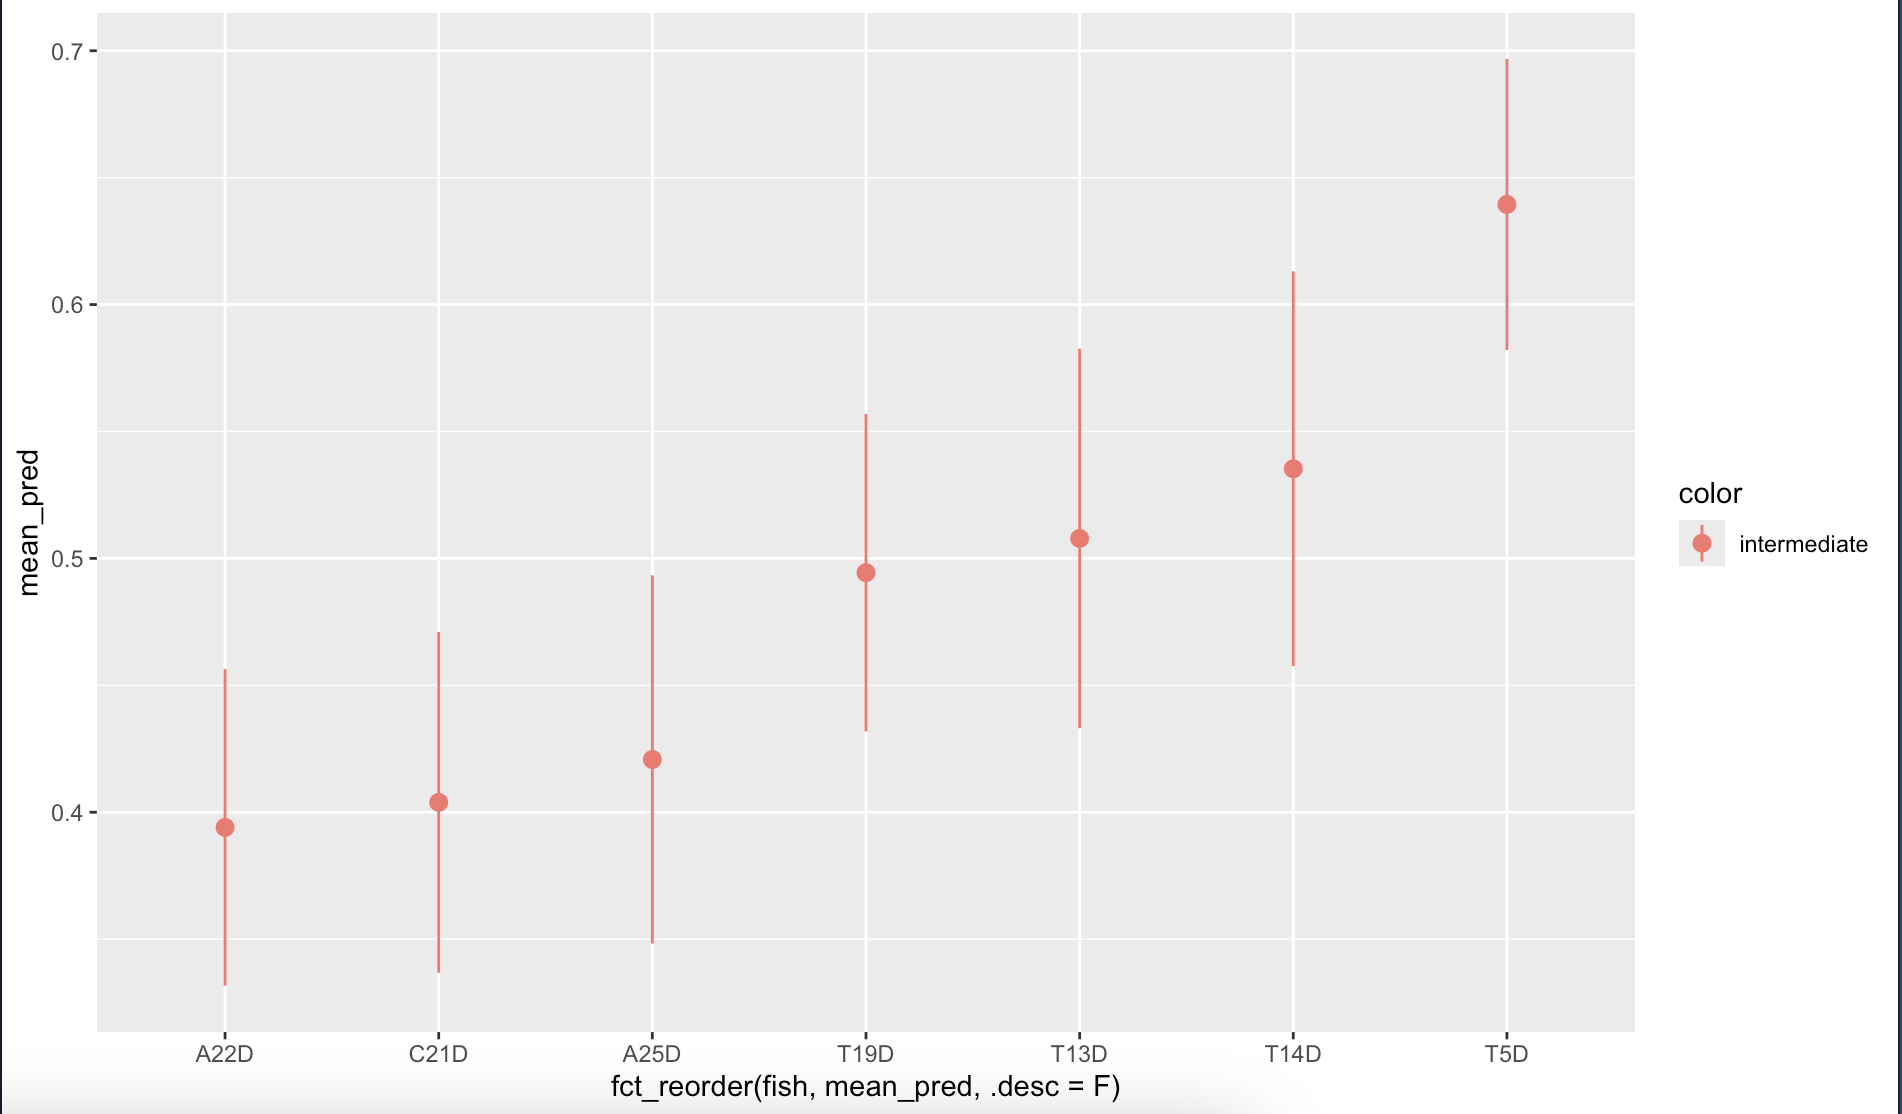 0.7
0.6
0.5
0.4
mean_pred
A22D C21D A25D T19D T13D T14D T5D
fct_reorder(fish, mean_pred, .desc = F)
color
intermediate